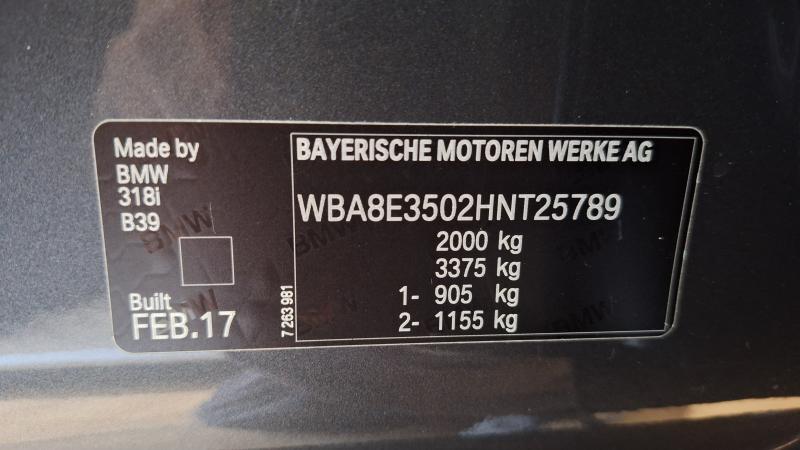 Made by
BMW
318i
B39
Built
FEB.17
7 263 981
BAYERISCHE MOTOREN WERKE AG
WBA8E3502HNT25789
2000 kg
3375 kg
1- 905 kg
2- 1155 kg